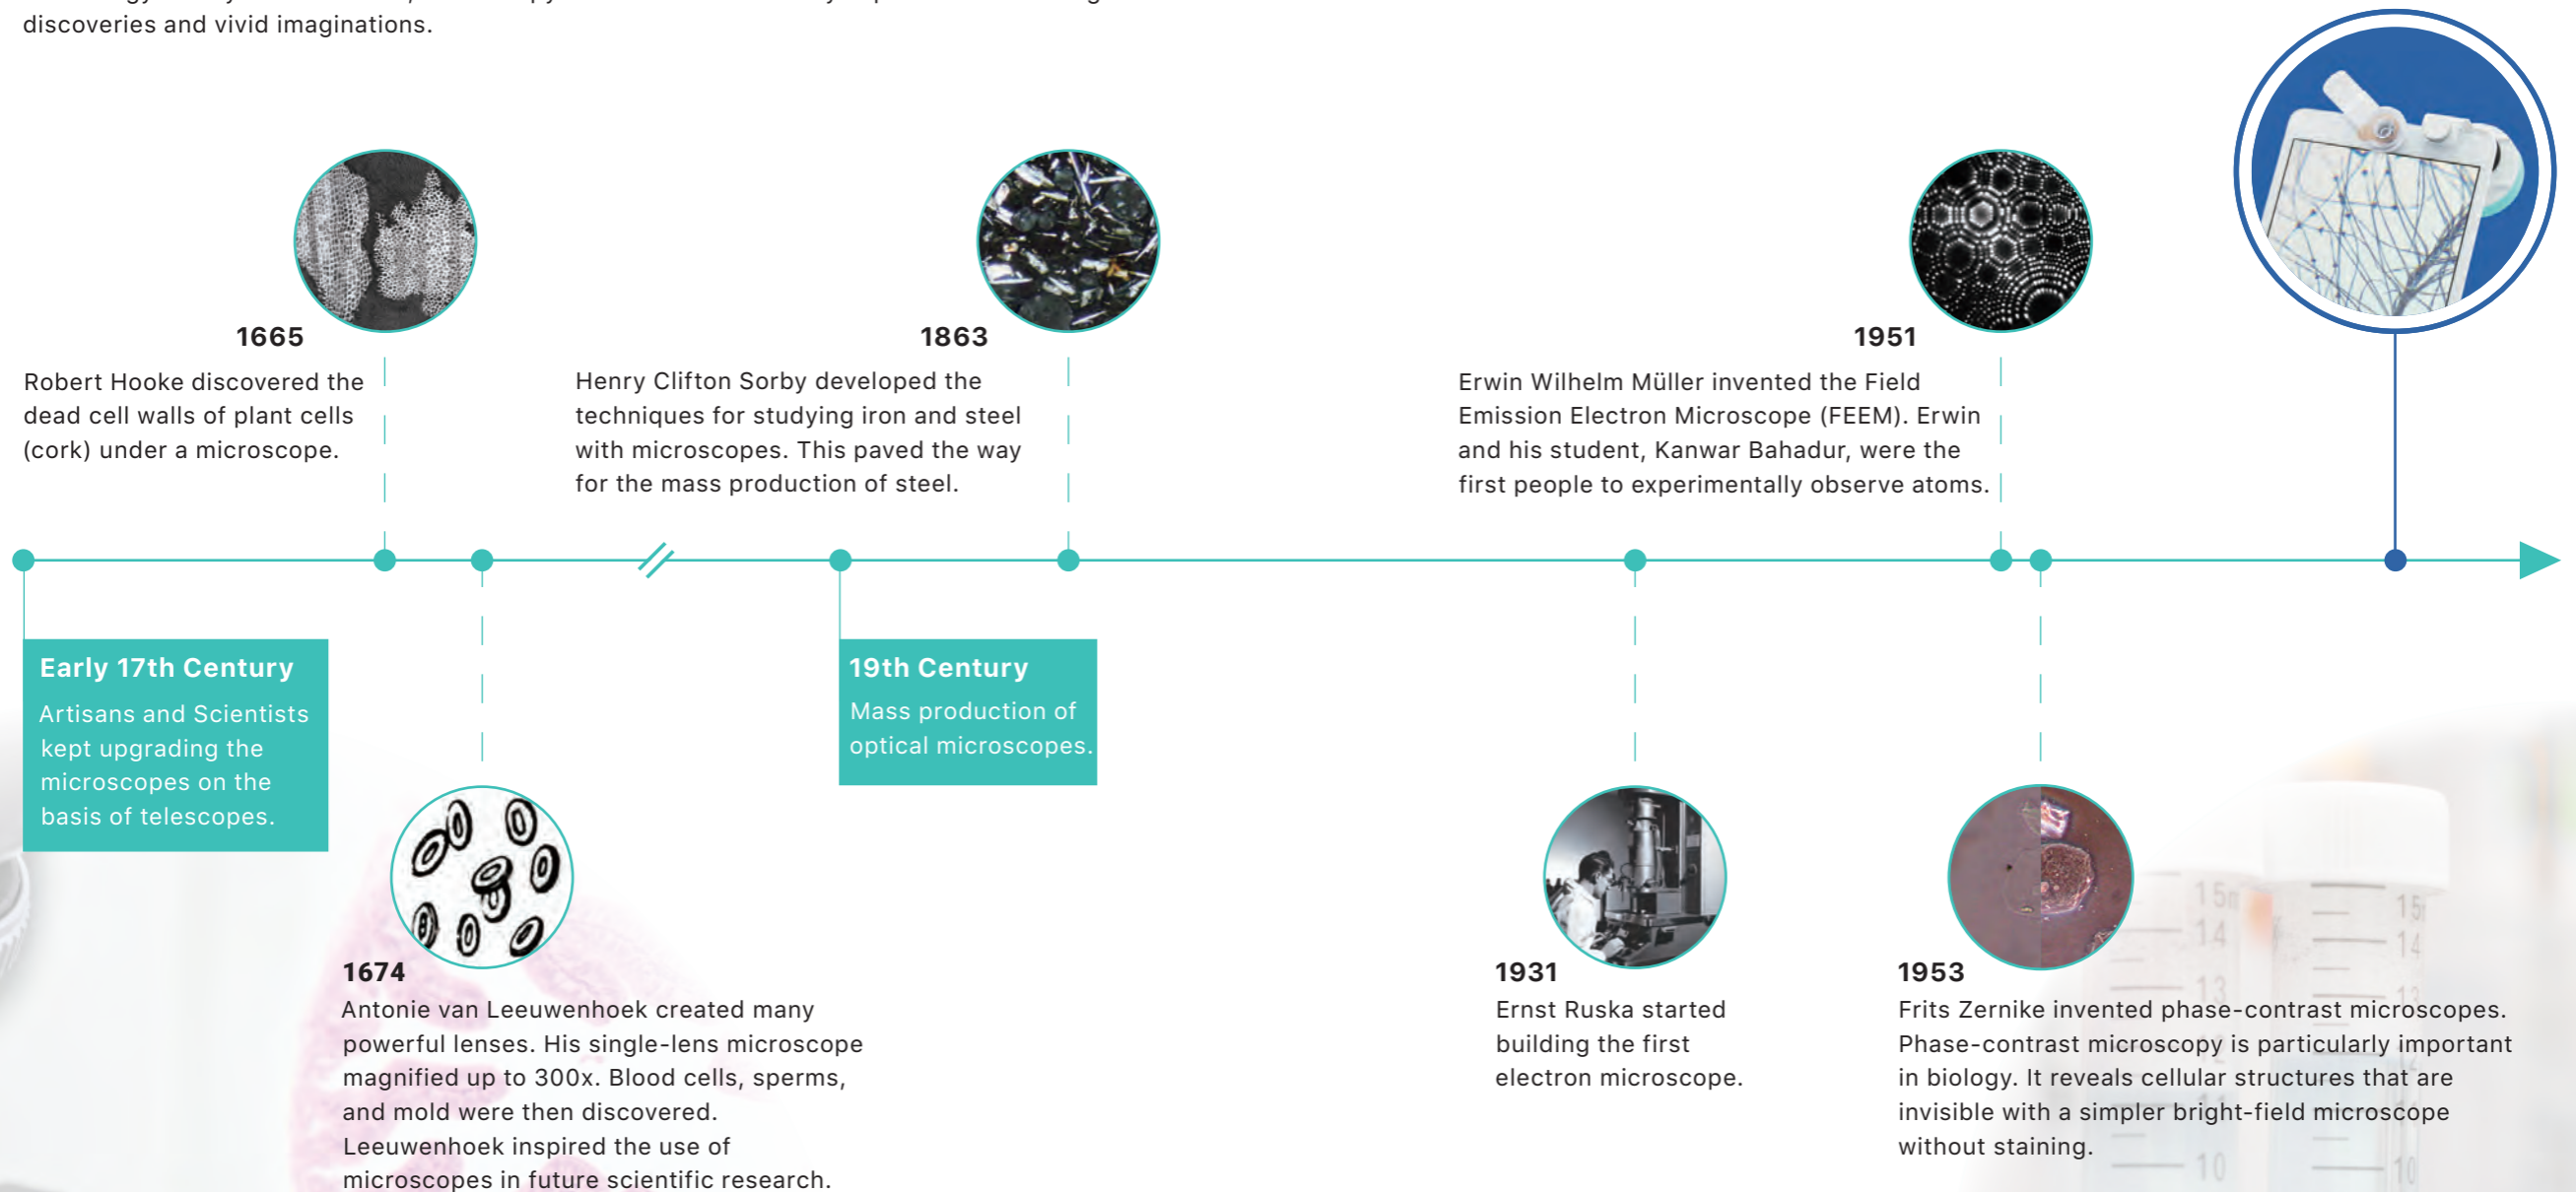 discoveries and vivid imaginations.
1665
Robert Hooke discovered the
dead cell walls of plant cells
(cork) under a microscope.
1863
Henry Clifton Sorby developed the
techniques for studying iron and steel
with microscopes. This paved the way
for the mass production of steel.
1951
Erwin Wilhelm Müller invented the Field
Emission Electron Microscope (FEEM). Erwin
and his student, Kanwar Bahadur, were the
first people to experimentally observe atoms.
Early 17th Century
Artisans and Scientists
kept upgrading the
microscopes on the
basis of telescopes.
19th Century
Mass production of
optical microscopes.
1674
Antonie van Leeuwenhoek created many
powerful lenses. His single-lens microscope
magnified up to 300x. Blood cells, sperms,
and mold were then discovered.
Leeuwenhoek inspired the use of
microscopes in future scientific research.
1931
Ernst Ruska started
building the first
electron microscope.
1953
Frits Zernike invented phase-contrast microscopes.
Phase-contrast microscopy is particularly important
in biology. It reveals cellular structures that are
invisible with a simpler bright-field microscope
without staining.
14
13
10
15
14
13
10